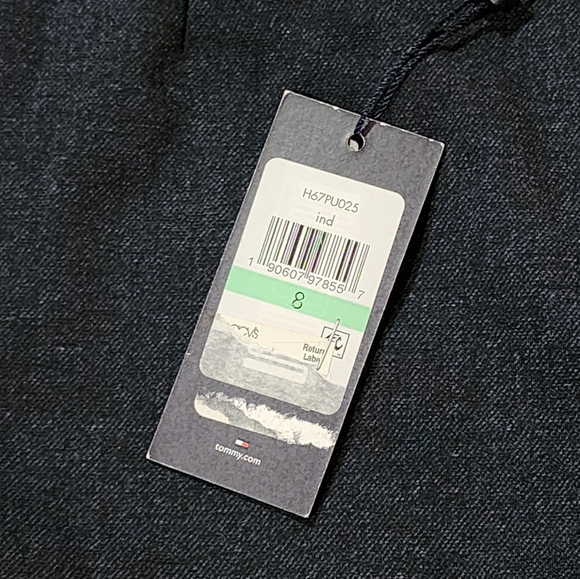 H67PU025
ind
1 90607 97855 7
8
Return
Label
tommy.com